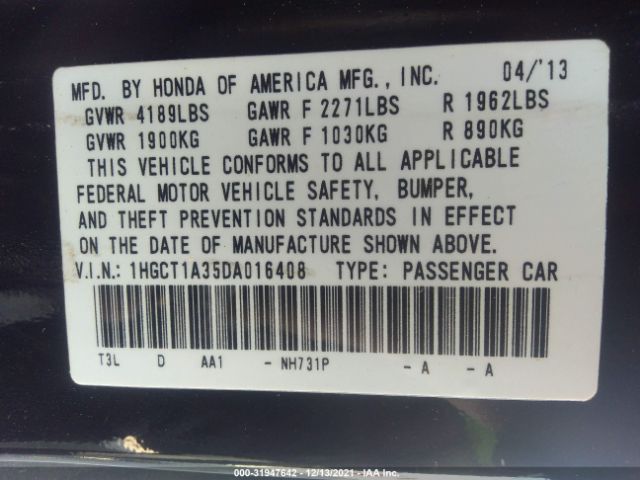 MFD. BY HONDA OF AMERICA MFG., INC. 04/'13
GVWR 4189LBS GAWR F 2271LBS R 1962LBS
GVWR 1900KG GAWR F 1030KG R 890KG
THIS VEHICLE CONFORMS TO ALL APPLICABLE
FEDERAL MOTOR VEHICLE SAFETY, BUMPER,
AND THEFT PREVENTION STANDARDS IN EFFECT
ON THE DATE OF MANUFACTURE SHOWN ABOVE.
V.I.N.: 1HGCT1A35DA016408 TYPE: PASSENGER CAR
T3L D AA1 - NH731P - A - A
000-31947642 - 12/13/2021 - IAA Inc.